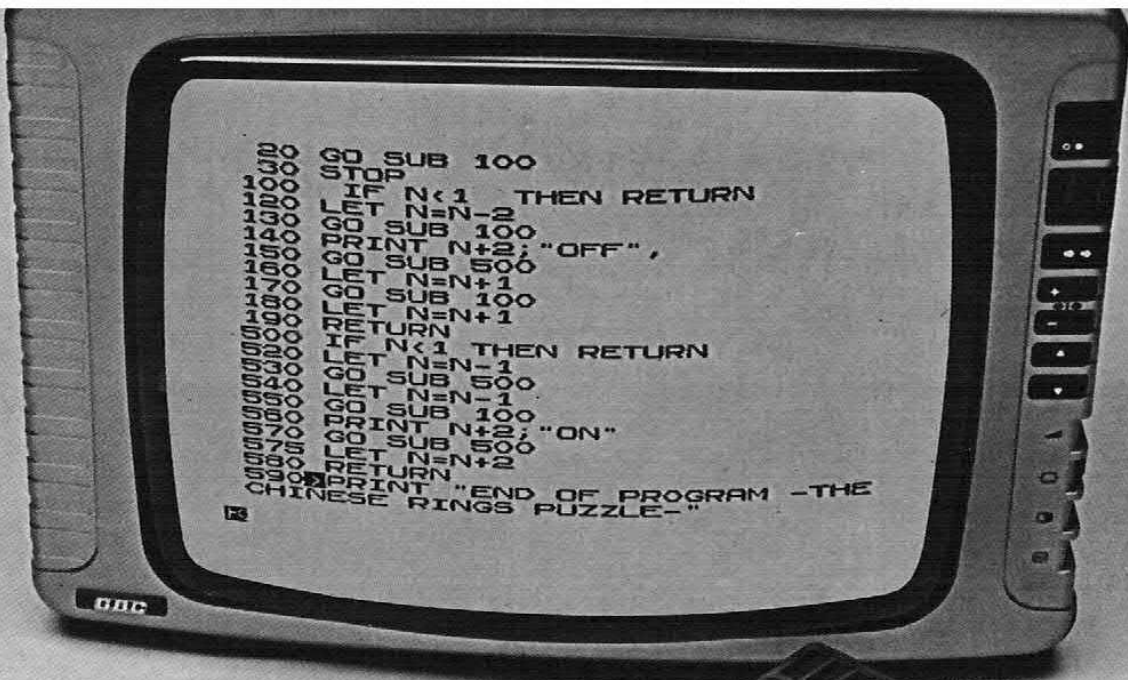 20 GO SUB 100
30 STOP
100 IF N<1 THEN RETURN
120 LET N=N-2
130 GO SUB 100
140 PRINT N+2;"OFF",
150 GO SUB 500
160 LET N=N+1
170 GO SUB 100
180 LET N=N+1
190 RETURN
500 IF N<1 THEN RETURN
520 LET N=N-1
530 GO SUB 500
540 LET N=N-1
550 GO SUB 100
560 PRINT N+2;"ON"
570 GO SUB 500
575 LET N=N+2
580 RETURN
590>PRINT "END OF PROGRAM -THE
CHINESE RINGS PUZZLE-"
K
GBC